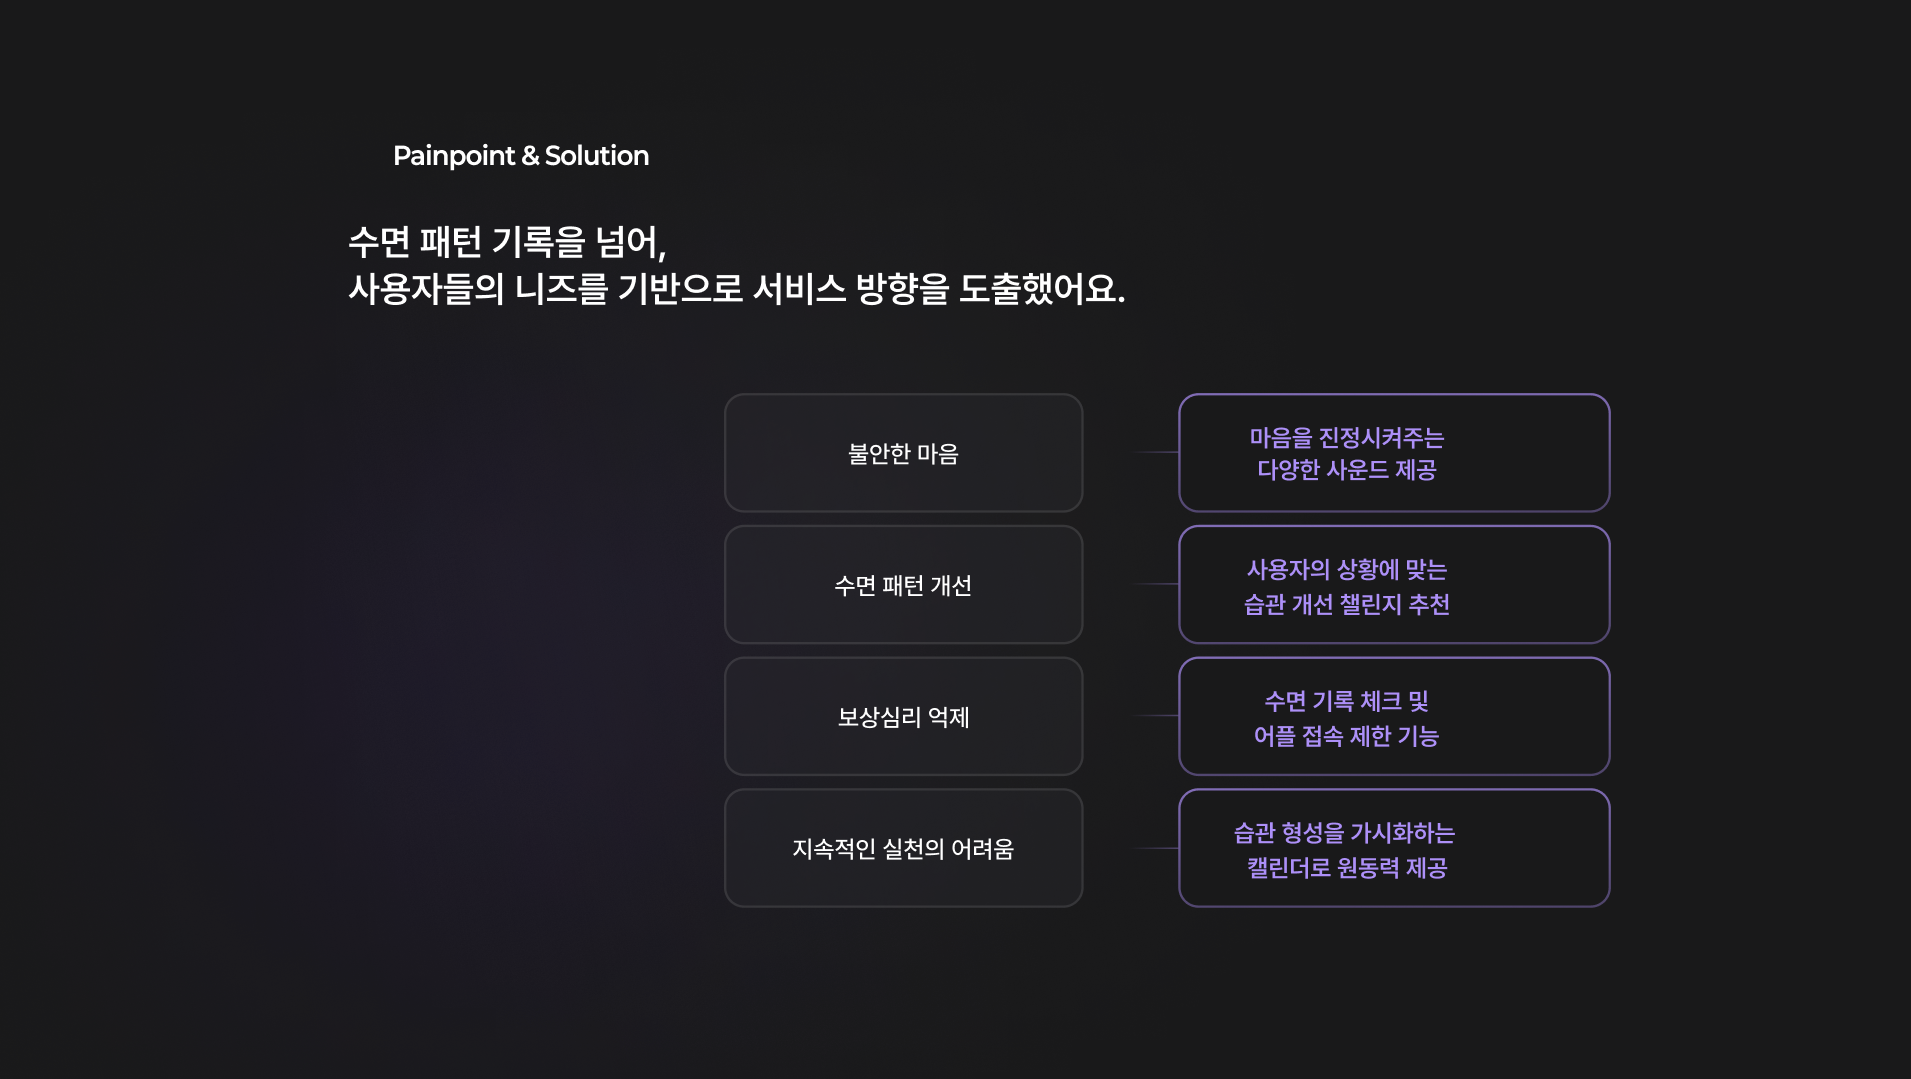 Painpoint & Solution
수면 패턴 기록을 넘어,
사용자들의 니즈를 기반으로 서비스 방향을 도출했어요.
불안한 마음
마음을 진정시켜주는
다양한 사운드 제공
수면 패턴 개선
사용자의 상황에 맞는
습관 개선 챌린지 추천
보상심리 억제
수면 기록 체크 및
어플 접속 제한 기능
지속적인 실천의 어려움
습관 형성을 가시화하는
캘린더로 원동력 제공